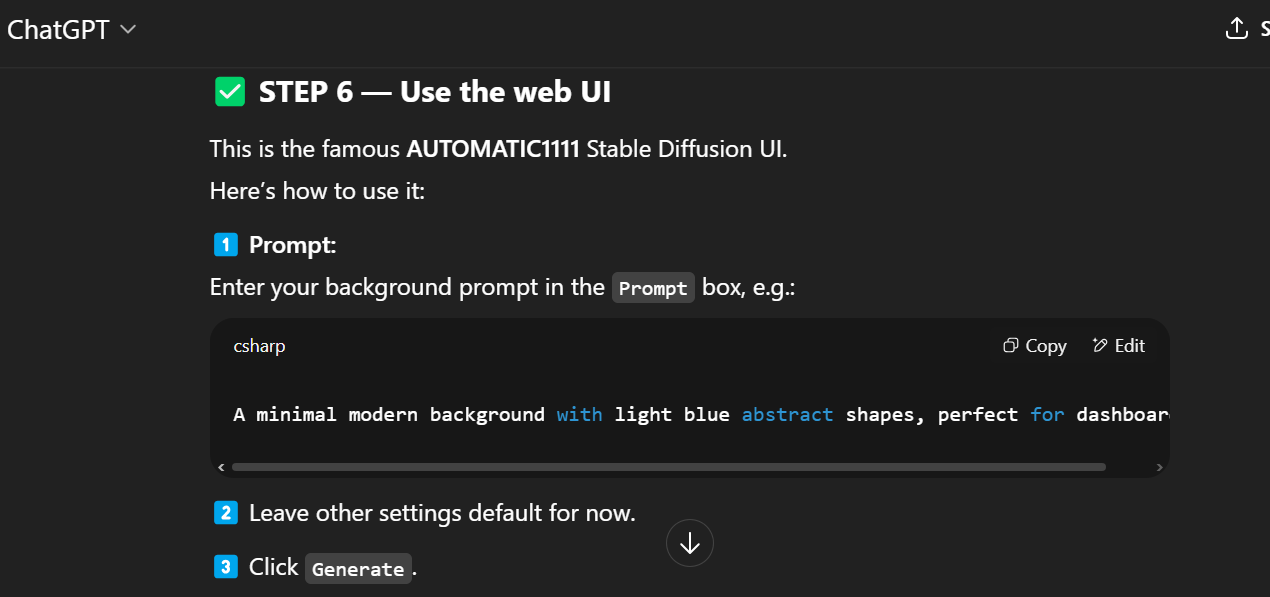 ChatGPT
S
STEP 6 — Use the web UI
This is the famous AUTOMATIC1111 Stable Diffusion UI.
Here's how to use it:
1 Prompt:
Enter your background prompt in the Prompt box, e.g.:
csharp
Copy
Edit
A minimal modern background with light blue abstract shapes, perfect for dashboar
2 Leave other settings default for now.
3 Click Generate.